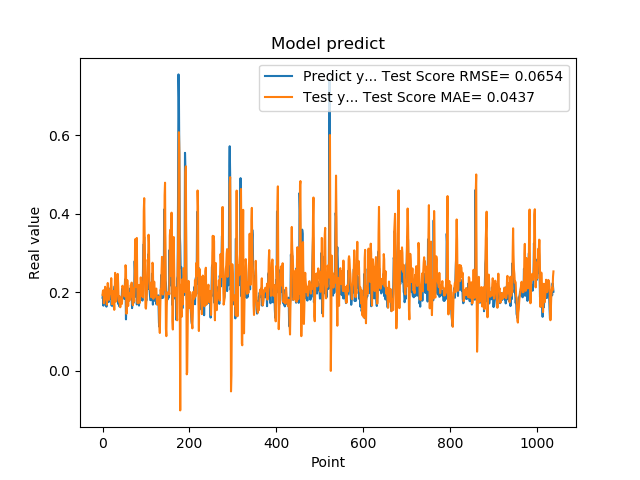 Model predict
Predict y... Test Score RMSE= 0.0654
Test y... Test Score MAE= 0.0437
0.6
0.4
0.2
0.0
Real value
0 200 400 600 800 1000
Point